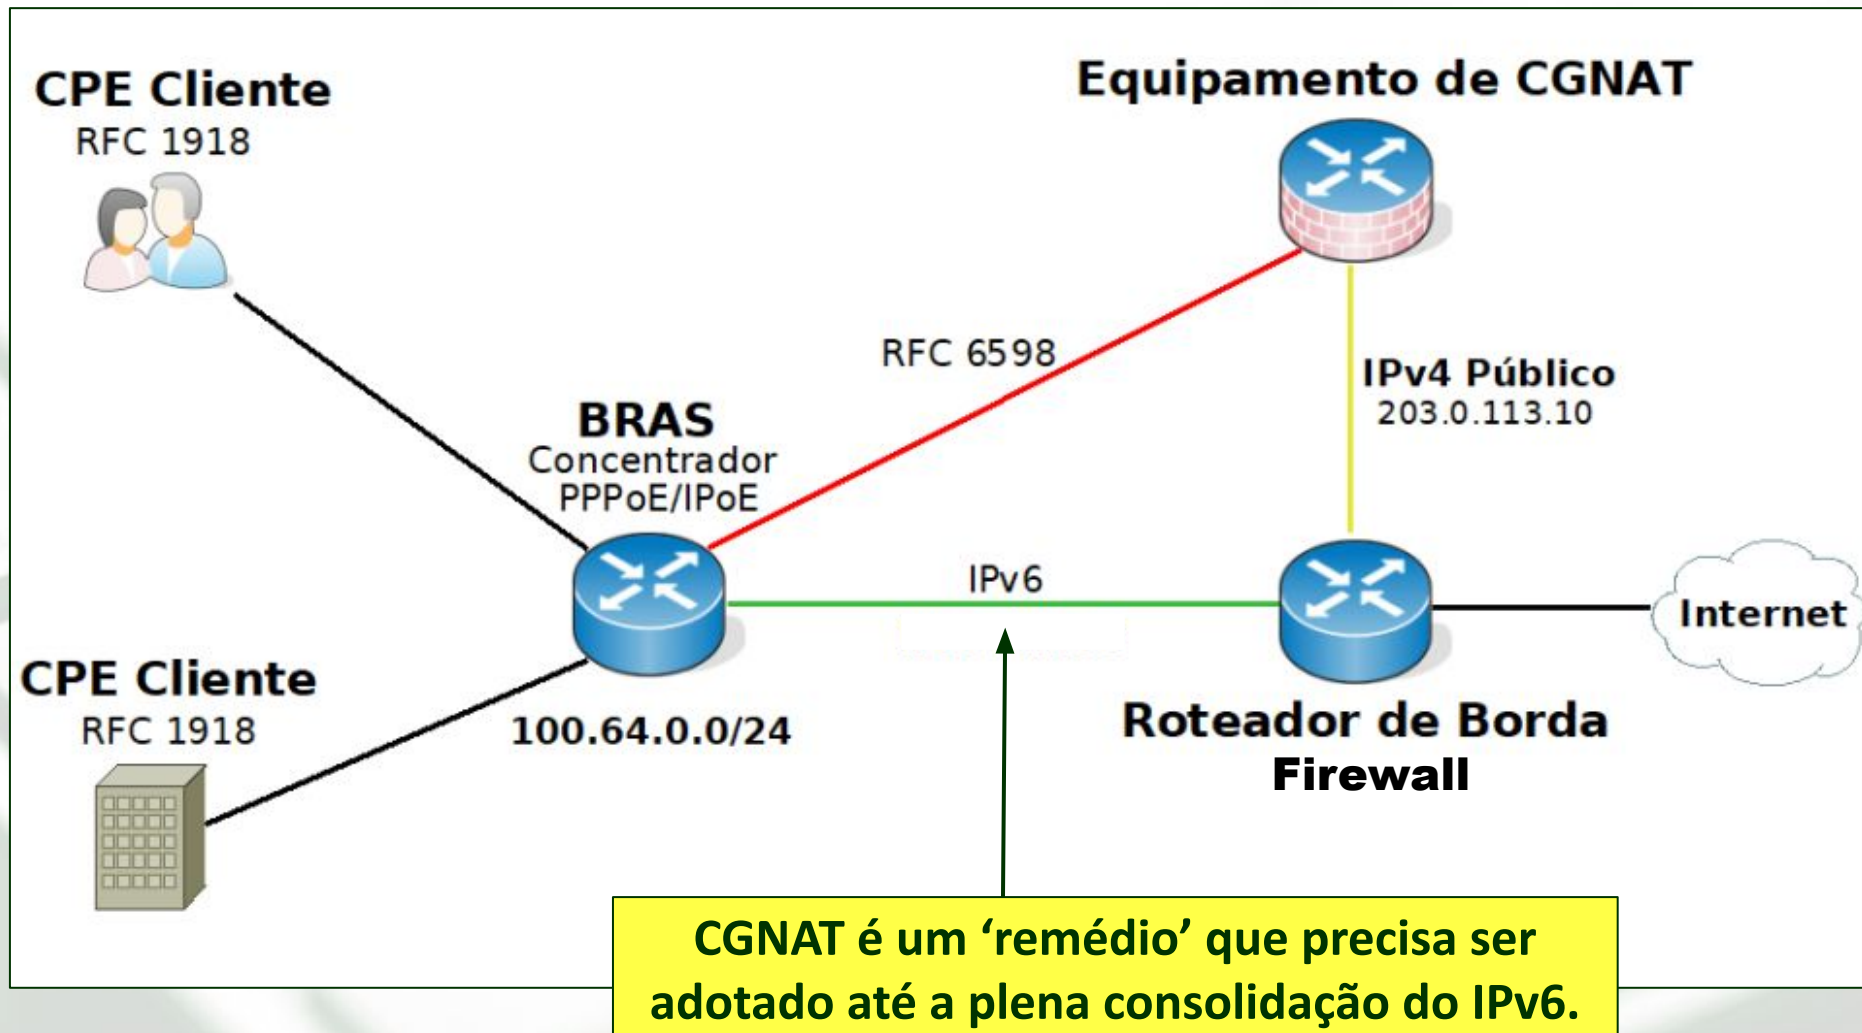 CPE Cliente
RFC 1918
Equipamento de CGNAT
RFC 6598
IPv4 Público
203.0.113.10
BRAS
Concentrador
PPPoE/IPoE
IPv6
Internet
CPE Cliente
RFC 1918
100.64.0.0/24
Roteador de Borda
Firewall
CGNAT é um ‘remédio’ que precisa ser
adotado até a plena consolidação do IPv6.